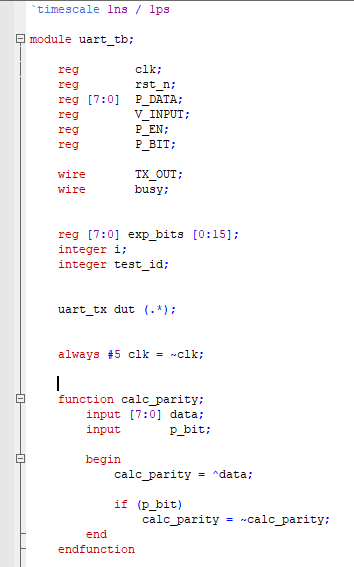 `timescale 1ns / 1ps
module uart_tb;
reg clk;
reg rst_n;
reg [7:0] P_DATA;
reg V_INPUT;
reg P_EN;
reg P_BIT;
wire TX_OUT;
wire busy;
reg [7:0] exp_bits [0:15];
integer i;
integer test_id;
uart_tx dut (.*);
always #5 clk = ~clk;
function calc_parity;
input [7:0] data;
input p_bit;
begin
calc_parity = ^data;
if (p_bit)
calc_parity = ~calc_parity;
end
endfunction